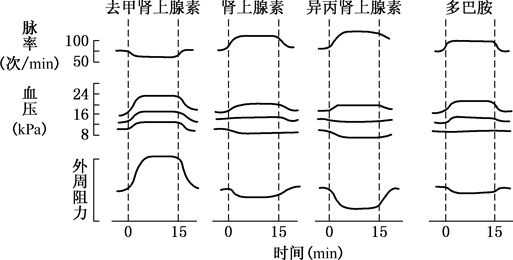 去甲肾上腺素 肾上腺素 异丙肾上腺素 多巴胺
脉率
(次/min)
100
50
血压
(kPa)
24
16
8
外周阻力
0 15 0 15 0 15 0 15
时间(min)